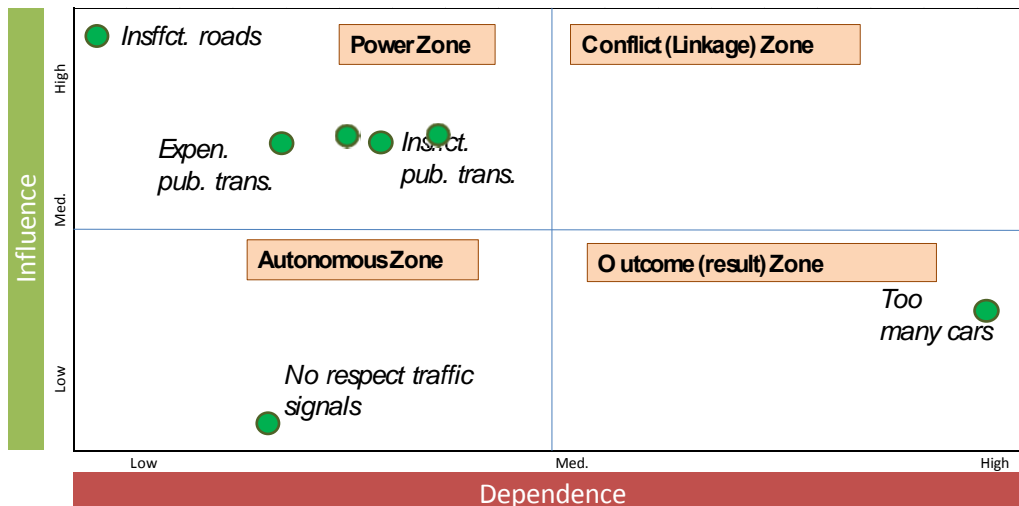 Insffct. roads
Power Zone
Conflict (Linkage) Zone
High
Expen.
pub. trans.
Insffct.
pub. trans.
Med.
Influence
Autonomous Zone
Outcome (result) Zone
Too
many cars
Low
No respect traffic
signals
Low
Med.
High
Dependence